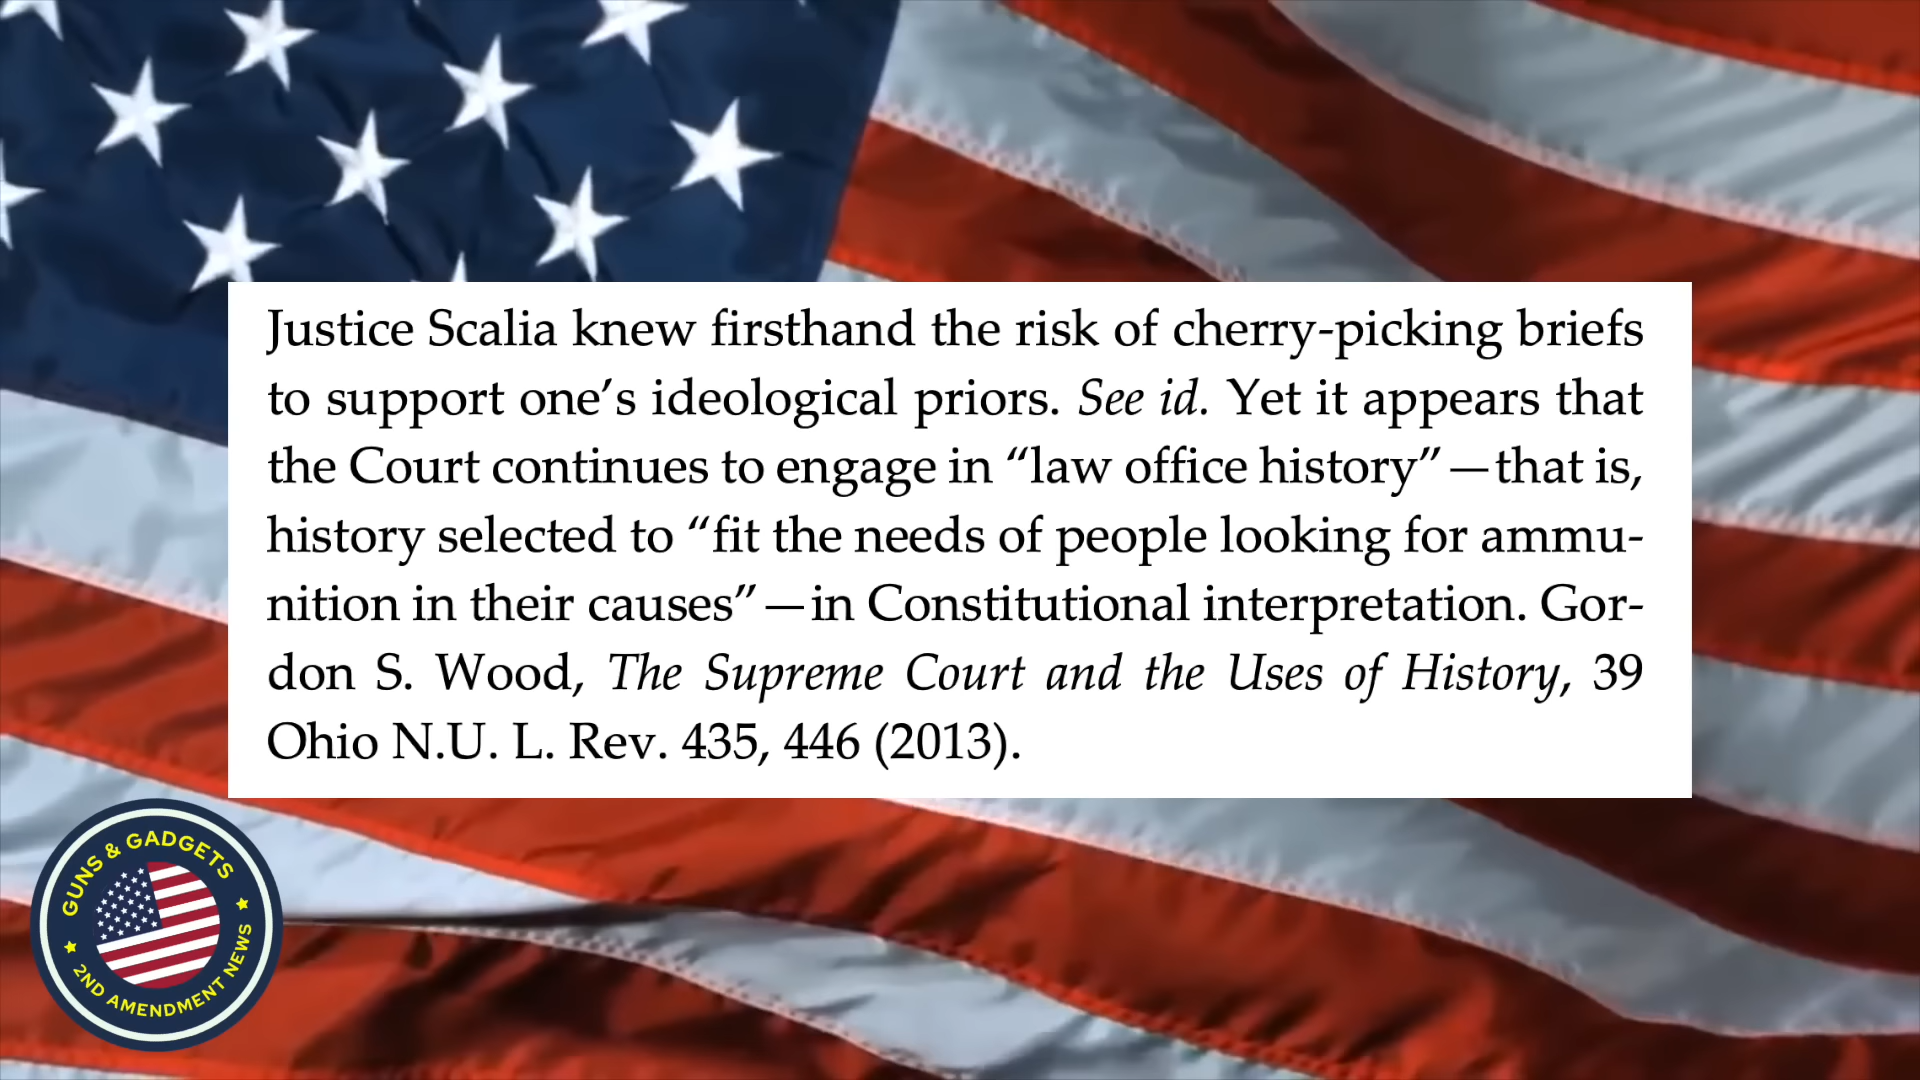 Justice Scalia knew firsthand the risk of cherry-picking briefs
to support one’s ideological priors. See id. Yet it appears that
the Court continues to engage in “law office history”—that is,
history selected to “fit the needs of people looking for ammu-
nition in their causes”—in Constitutional interpretation. Gor-
don S. Wood, The Supreme Court and the Uses of History, 39
Ohio N.U. L. Rev. 435, 446 (2013).
GUNS & GADGETS
2ND AMENDMENT NEWS